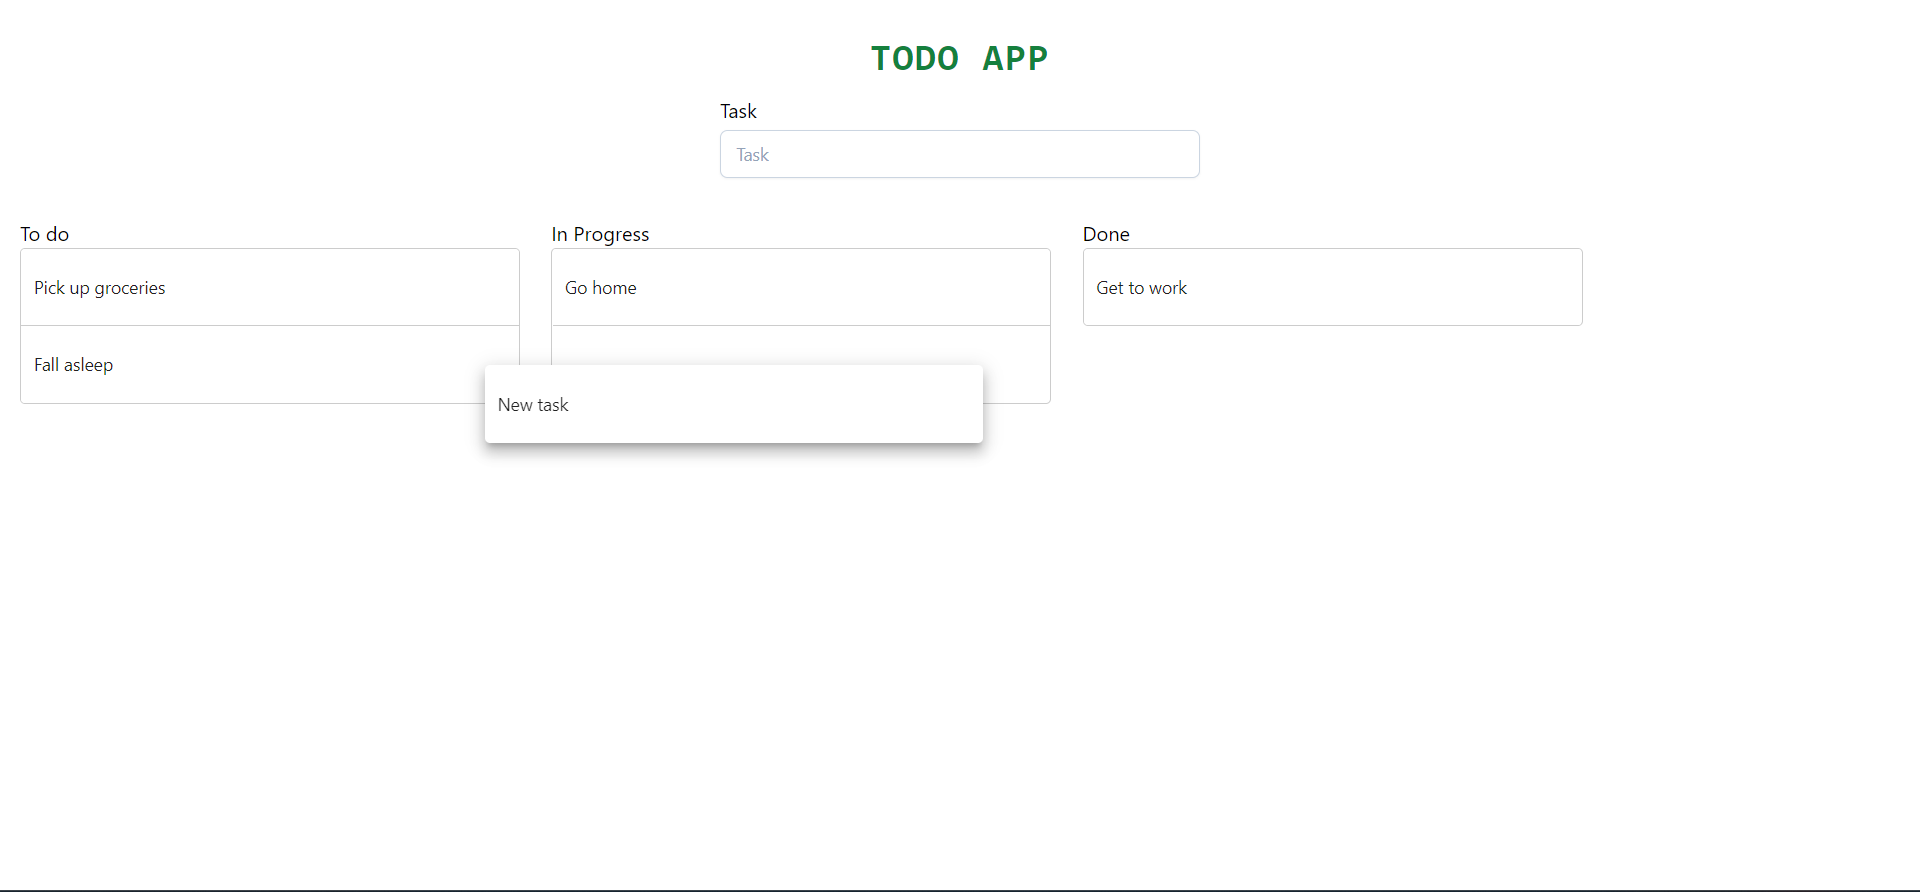 TODO APP
Task
Task
To do
Pick up groceries
Fall asleep
In Progress
Go home
New task
Done
Get to work